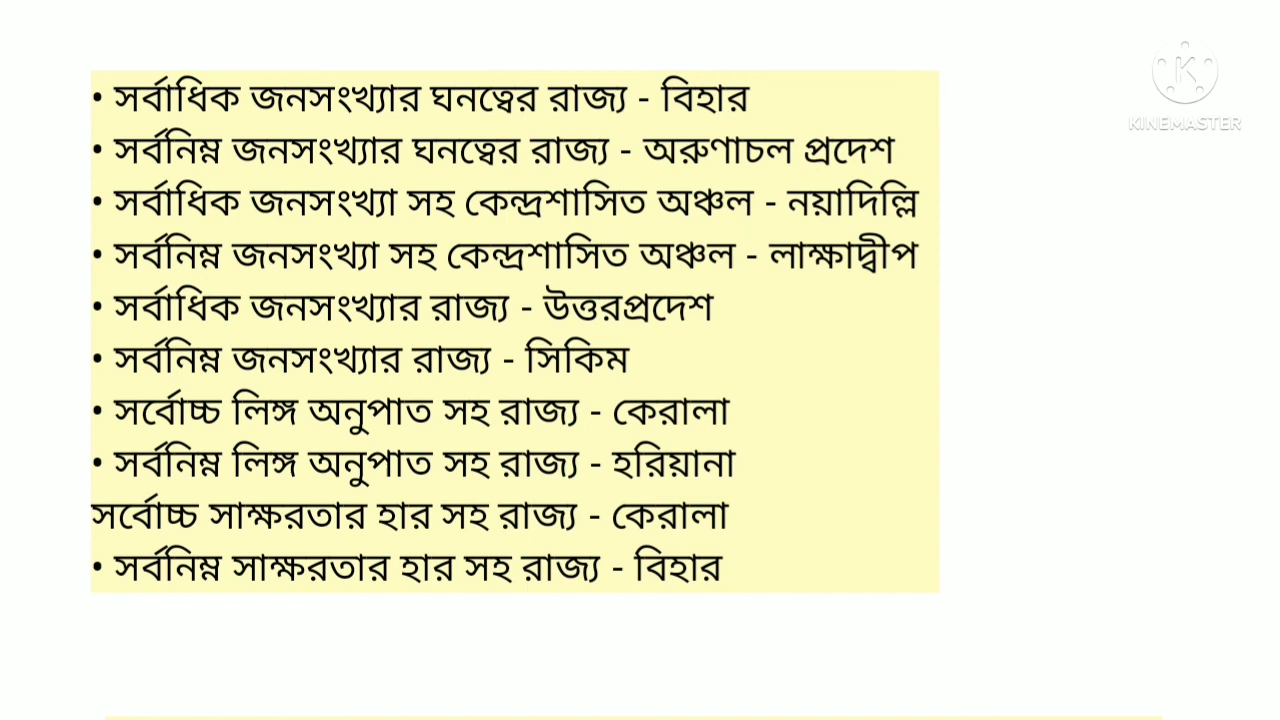 • সর্বাধিক জনসংখ্যার ঘনত্বের রাজ্য - বিহার
• সর্বনিম্ন জনসংখ্যার ঘনত্বের রাজ্য - অরুণাচল প্রদেশ
• সর্বাধিক জনসংখ্যা সহ কেন্দ্রশাসিত অঞ্চল - নয়াদিল্লি
• সর্বনিম্ন জনসংখ্যা সহ কেন্দ্রশাসিত অঞ্চল - লাক্ষাদ্বীপ
• সর্বাধিক জনসংখ্যার রাজ্য - উত্তরপ্রদেশ
• সর্বনিম্ন জনসংখ্যার রাজ্য - সিকিম
• সর্বোচ্চ লিঙ্গ অনুপাত সহ রাজ্য - কেরালা
• সর্বনিম্ন লিঙ্গ অনুপাত সহ রাজ্য - হরিয়ানা
সর্বোচ্চ সাক্ষরতার হার সহ রাজ্য - কেরালা
• সর্বনিম্ন সাক্ষরতার হার সহ রাজ্য - বিহার
K
KINEMASTER